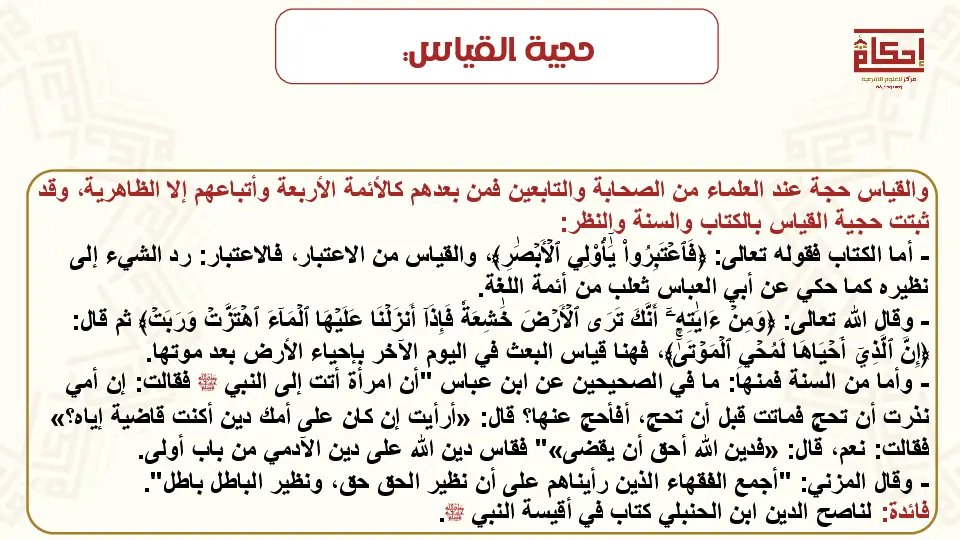 حجية القياس:
إحكام
مركز للعلوم الشرعية
والقياس حجة عند العلماء من الصحابة والتابعين فمن بعدهم كالأئمة الأربعة وأتباعهم إلا الظاهرية، وقد
ثبتت حجية القياس بالكتاب والسنة والنظر:
- أما الكتاب فقوله تعالى: ﴿فَٱعۡتَبِرُواْ يَٰٓأُوْلِي ٱلۡأَبۡصَٰرِ﴾، والقياس من الاعتبار، فالاعتبار: رد الشيء إلى
نظيره كما حكي عن أبي العباس ثعلب من أئمة اللغة.
- وقال الله تعالى: ﴿وَمِنۡ ءَايَٰتِهِۦٓ أَنَّكَ تَرَى ٱلۡأَرۡضَ خَٰشِعَةٗ فَإِذَآ أَنزَلۡنَا عَلَيۡهَا ٱلۡمَآءَ ٱهۡتَزَّتۡ وَرَبَتۡۚ﴾ ثم قال:
﴿إِنَّ ٱلَّذِيٓ أَحۡيَاهَا لَمُحۡيِ ٱلۡمَوۡتَىٰٓۚ﴾، فهنا قياس البعث في اليوم الآخر بإحياء الأرض بعد موتها.
- وأما من السنة فمنها: ما في الصحيحين عن ابن عباس "أن امرأة أتت إلى النبي ﷺ فقالت: إن أمي
نذرت أن تحج فماتت قبل أن تحج، أفأحج عنها؟ قال: «أرأيت إن كان على أمك دين أكنت قاضية إياه؟»
فقالت: نعم، قال: «فدين الله أحق أن يقضى»" فقاس دين الله على دين الآدمي من باب أولى.
- وقال المزني: "أجمع الفقهاء الذين رأيناهم على أن نظير الحق حق، ونظير الباطل باطل".
فائدة: لناصح الدين ابن الحنبلي كتاب في أقيسة النبي ﷺ.